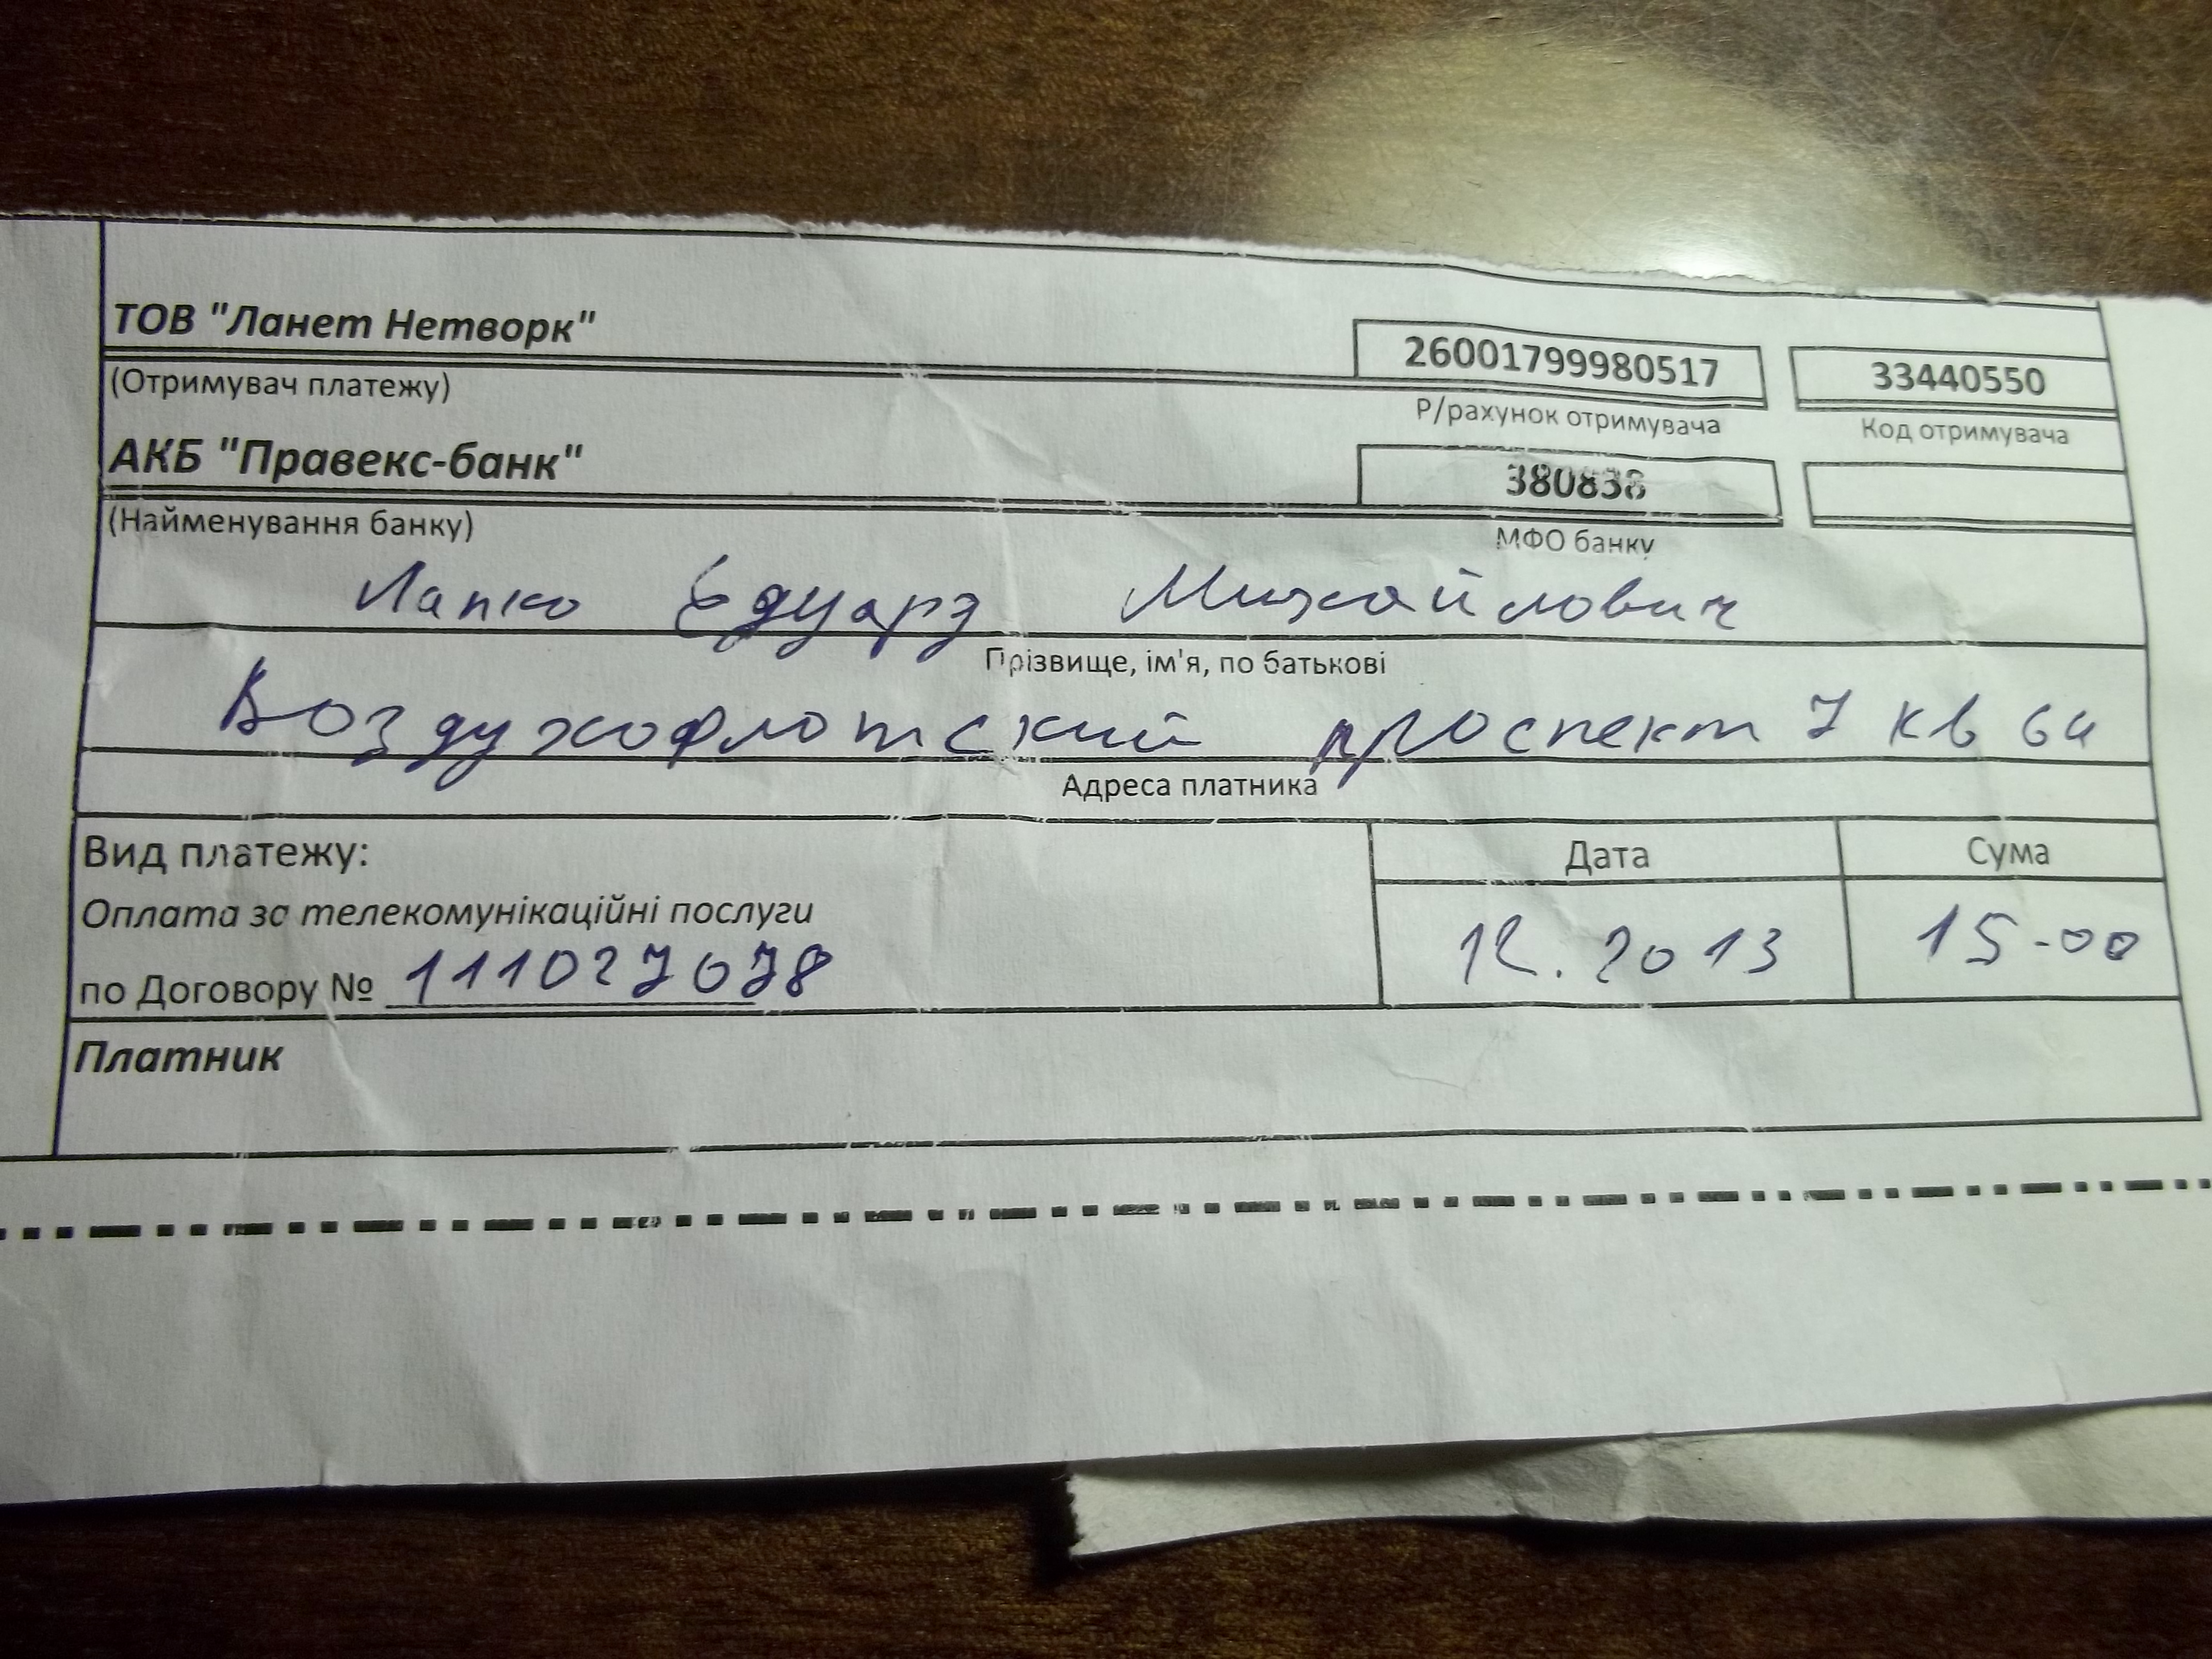 ТОВ "Ланет Нетворк"
26001799980517 33440550
(Отримувач платежу)
Р/рахунок отримувача Код отримувача
АКБ "Правекс-банк"
380838
(Найменування банку)
МФО банку
Лапко Едуард Михайлович
Прізвище, ім'я, по батькові
Воздухофлотский проспект 7 кв 64
Адреса платника
Вид платежу: Дата Сума
Оплата за телекомунікаційні послуги
12.2013 15-00
по Договору № 111027078
Платник